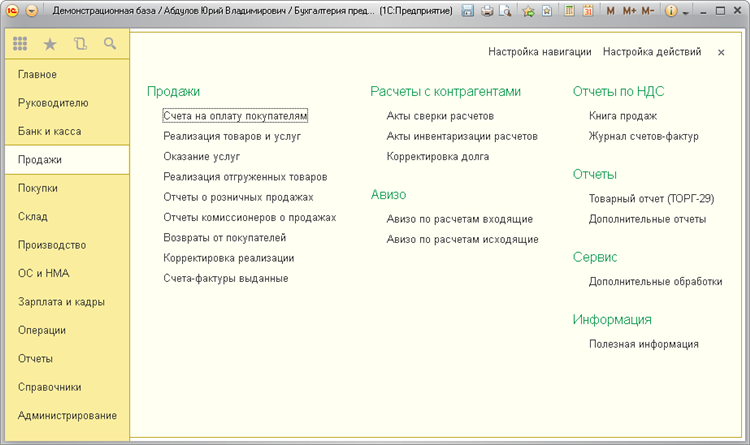 Демонстрационная база / Абдулов Юрий Владимирович / Бухгалтерия пред... (1С:Предприятие)
M M+ M-
Настройка навигации Настройка действий
Главное
Руководителю
Банк и касса
Продажи
Покупки
Склад
Производство
ОС и НМА
Зарплата и кадры
Операции
Отчеты
Справочники
Администрирование
Продажи
Счета на оплату покупателям
Реализация товаров и услуг
Оказание услуг
Реализация отгруженных товаров
Отчеты о розничных продажах
Отчеты комиссионеров о продажах
Возвраты от покупателей
Корректировка реализации
Счета-фактуры выданные
Расчеты с контрагентами
Акты сверки расчетов
Акты инвентаризации расчетов
Корректировка долга
Авизо
Авизо по расчетам входящие
Авизо по расчетам исходящие
Отчеты по НДС
Книга продаж
Журнал счетов-фактур
Отчеты
Товарный отчет (ТОРГ-29)
Дополнительные отчеты
Сервис
Дополнительные обработки
Информация
Полезная информация